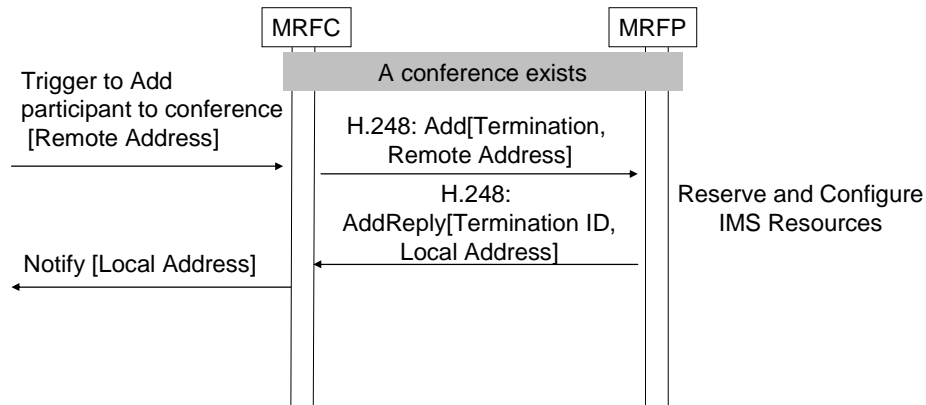 MRFC
MRFP
A conference exists
Trigger to Add
participant to conference
[Remote Address]
H.248: Add[Termination,
Remote Address]
H.248:
AddReply[Termination ID,
Local Address]
Reserve and Configure
IMS Resources
Notify [Local Address]